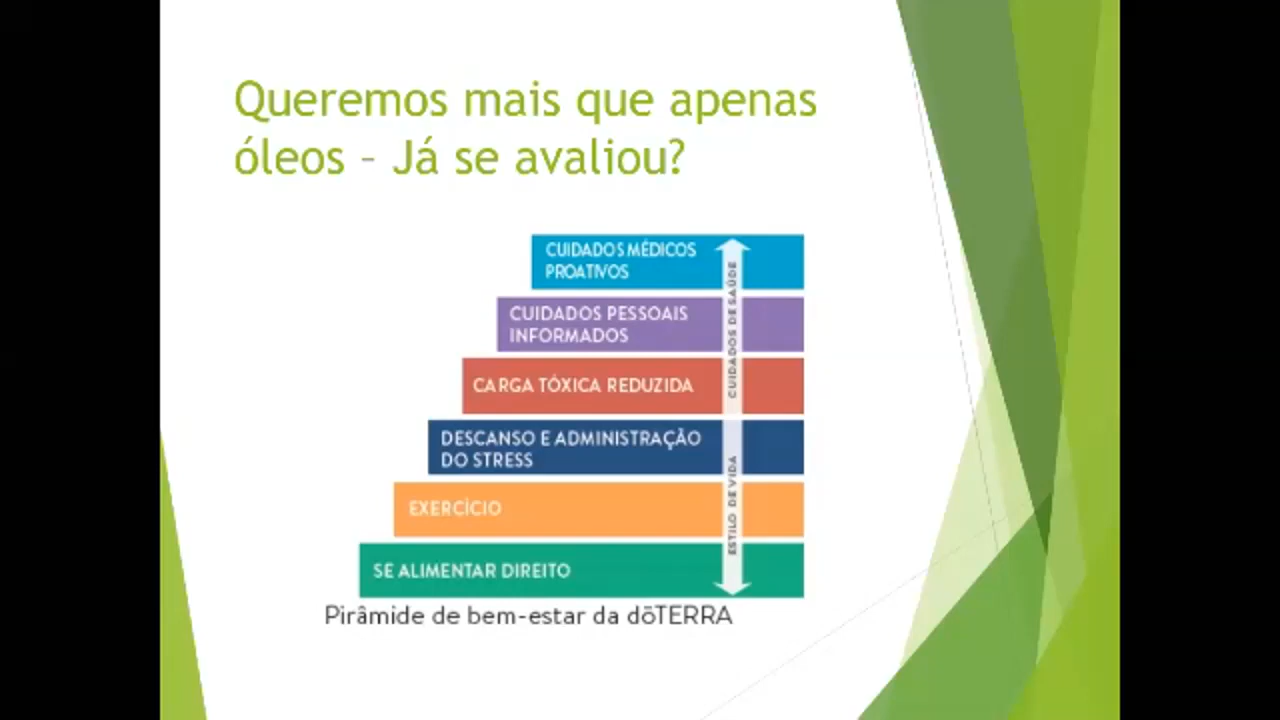 Queremos mais que apenas
óleos – Já se avaliou?
CUIDADOS MÉDICOS
PROATIVOS
CUIDADOS PESSOAIS
INFORMADOS
CARGA TÓXICA REDUZIDA
DESCANSO E ADMINISTRAÇÃO
DO STRESS
EXERCÍCIO
SE ALIMENTAR DIREITO
CUIDADOS DE SAÚDE
ESTILO DE VIDA
Pirâmide de bem-estar da dōTERRA